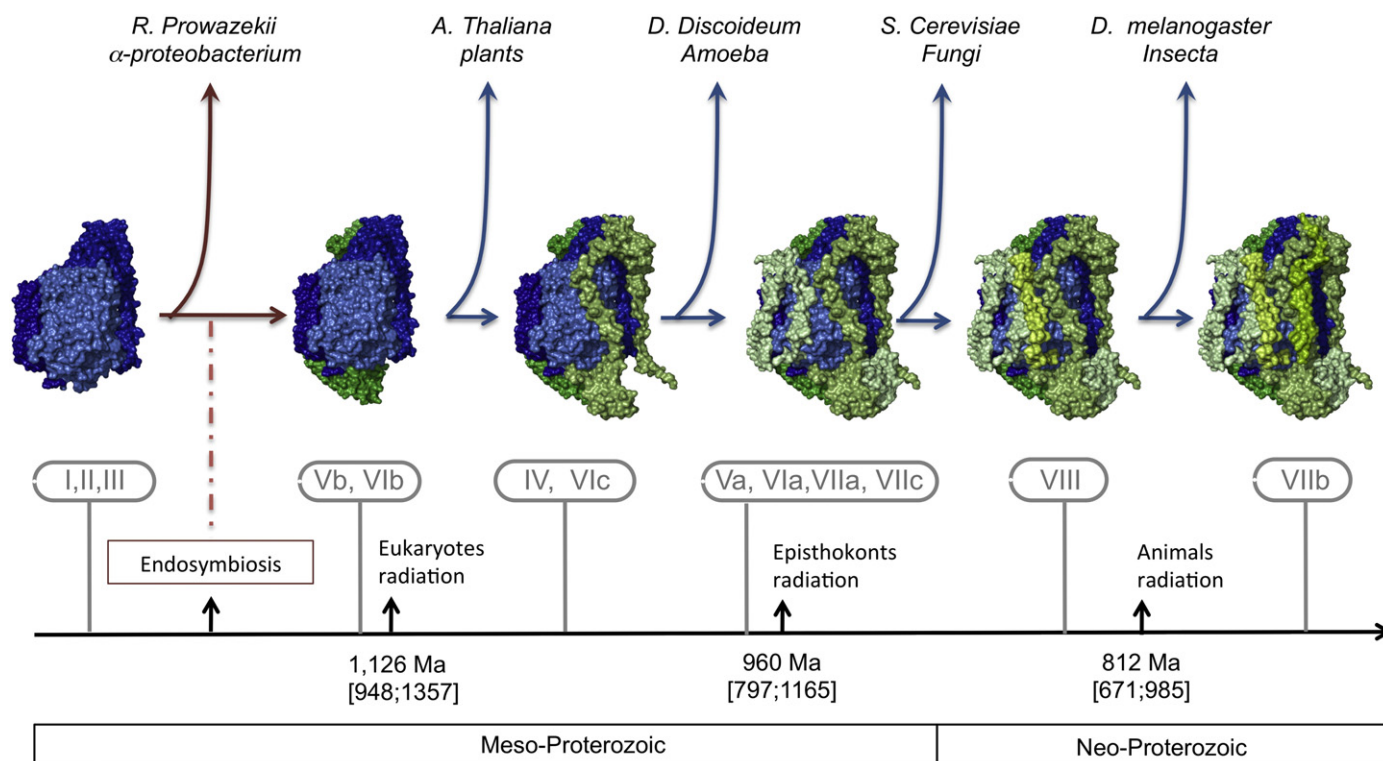 R. Prowazekii
α-proteobacterium
A. Thaliana
plants
D. Discoideum
Amoeba
S. Cerevisiae
Fungi
D. melanogaster
Insecta
I,II,III
Vb, VIb
IV, VIc
Va, VIa,VIIa, VIIc
VIII
VIIb
Endosymbiosis
Eukaryotes
radiation
Episthokonts
radiation
Animals
radiation
1,126 Ma
[948;1357]
960 Ma
[797;1165]
812 Ma
[671;985]
Meso-Proterozoic
Neo-Proterozoic